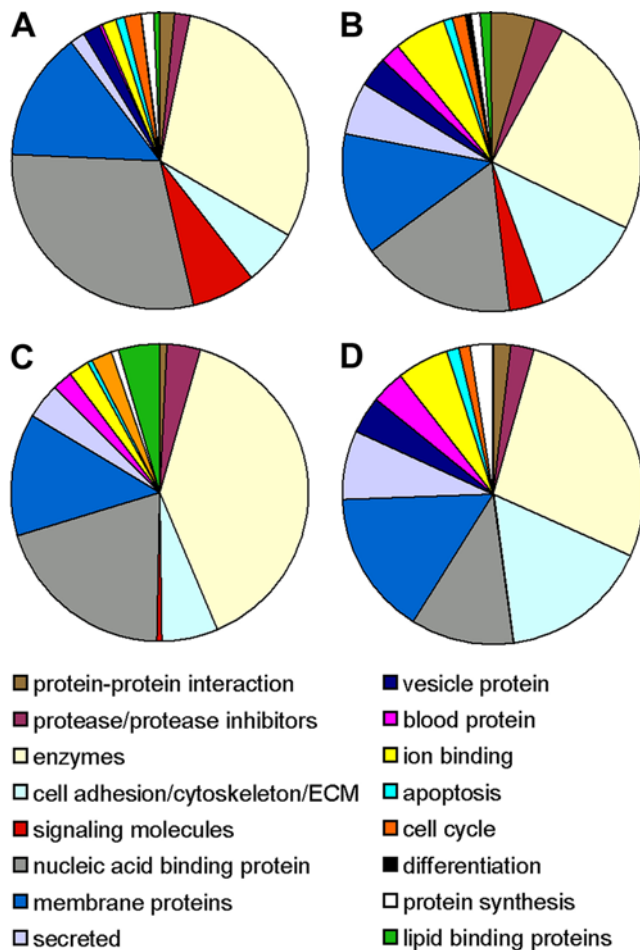 A
B
C
D
protein-protein interaction
protease/protease inhibitors
enzymes
cell adhesion/cytoskeleton/ECM
signaling molecules
nucleic acid binding protein
membrane proteins
secreted
vesicle protein
blood protein
ion binding
apoptosis
cell cycle
differentiation
protein synthesis
lipid binding proteins